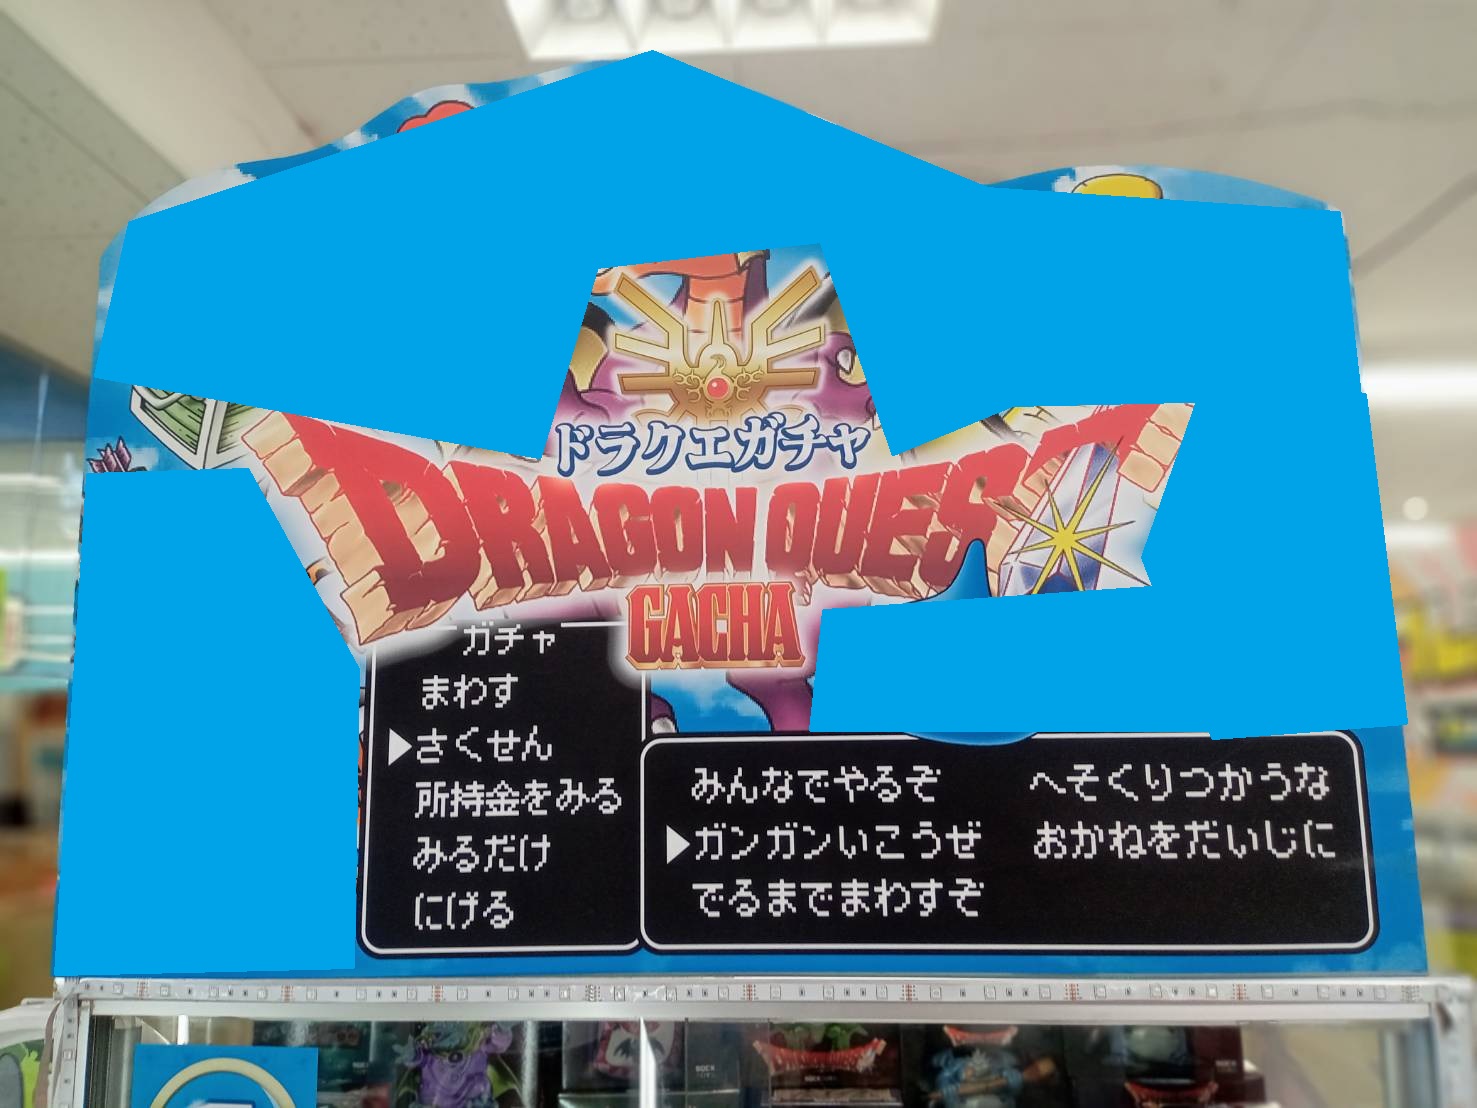 ドラクエガチャ
DRAGON QUEST
GACHA
ガチャ
まわす
▶さくせん
所持金をみる
みるだけ
にげる
みんなでやるぞ へそくりつかうな
▶ガンガンいこうぜ おかねをだいじに
でるまでまわすぞ